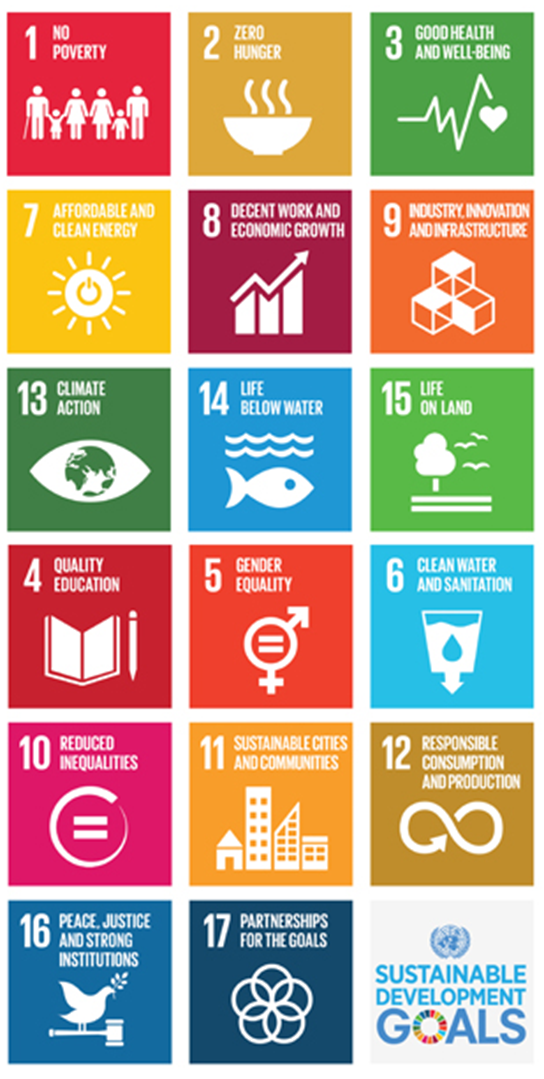 1 NO
POVERTY
2 ZERO
HUNGER
3 GOOD HEALTH
AND WELL-BEING
7 AFFORDABLE AND
CLEAN ENERGY
8 DECENT WORK AND
ECONOMIC GROWTH
9 INDUSTRY, INNOVATION
AND INFRASTRUCTURE
13 CLIMATE
ACTION
14 LIFE
BELOW WATER
15 LIFE
ON LAND
4 QUALITY
EDUCATION
5 GENDER
EQUALITY
6 CLEAN WATER
AND SANITATION
10 REDUCED
INEQUALITIES
11 SUSTAINABLE CITIES
AND COMMUNITIES
12 RESPONSIBLE
CONSUMPTION
AND PRODUCTION
16 PEACE, JUSTICE
AND STRONG
INSTITUTIONS
17 PARTNERSHIPS
FOR THE GOALS
SUSTAINABLE
DEVELOPMENT
GOALS